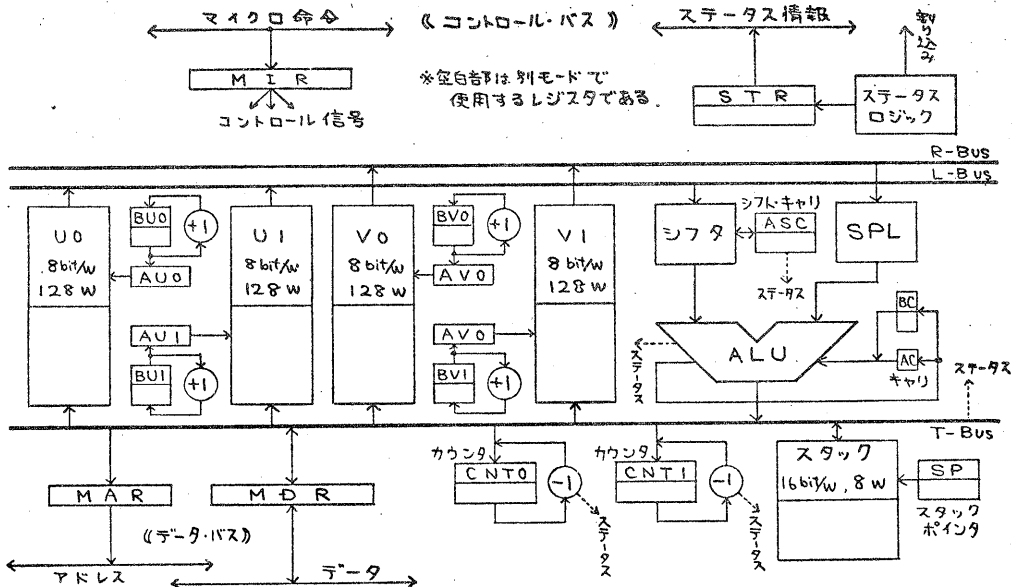 マイクロ命令
《コントロール・バス》
ステータス情報
割り込み
MIR
コントロール信号
※空白部は別モードで
使用するレジスタである.
STR
ステータス
ロジック
R-Bus
L-Bus
U0
8bit/w
128w
BU0
+1
AU0
AU1
BU1
+1
U1
8bit/w
128w
V0
8bit/w
128w
BV0
+1
AV0
AV0
BV1
+1
V1
8bit/w
128w
シフタ
シフト・キャリ
ASC
ステータス
SPL
ALU
ステータス
BC
AC
キャリ
ステータス
T-Bus
MAR
MDR
《データ・バス》
アドレス
データ
カウンタ
CNT0
-1
ステータス
カウンタ
CNT1
-1
ステータス
スタック
16bit/w, 8w
SP
スタック
ポインタ